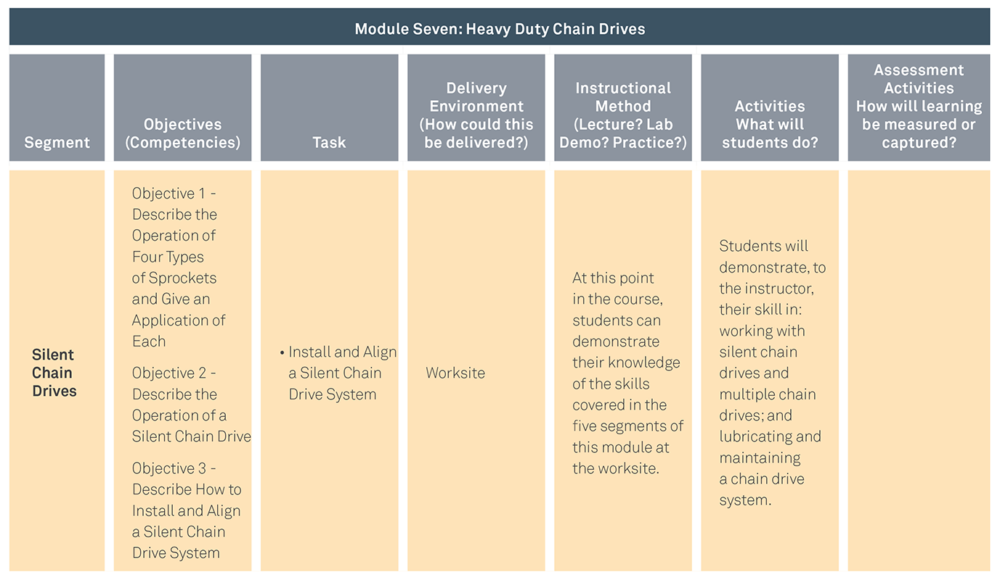 Module Seven: Heavy Duty Chain Drives
Segment
Objectives
(Competencies)
Task
Delivery
Environment
(How could this
be delivered?)
Instructional
Method
(Lecture? Lab
Demo? Practice?)
Activities
What will
students do?
Assessment
Activities
How will learning
be measured or
captured?
Silent
Chain
Drives
Objective 1 -
Describe the
Operation of
Four Types
of Sprockets
and Give an
Application of
Each
Objective 2 -
Describe the
Operation of a
Silent Chain Drive
Objective 3 -
Describe How to
Install and Align
a Silent Chain
Drive System
• Install and Align
a Silent Chain
Drive System
Worksite
At this point
in the course,
students can
demonstrate
their knowledge
of the skills
covered in the
five segments of
this module at
the worksite.
Students will
demonstrate, to
the instructor,
their skill in:
working with
silent chain
drives and
multiple chain
drives; and
lubricating and
maintaining
a chain drive
system.